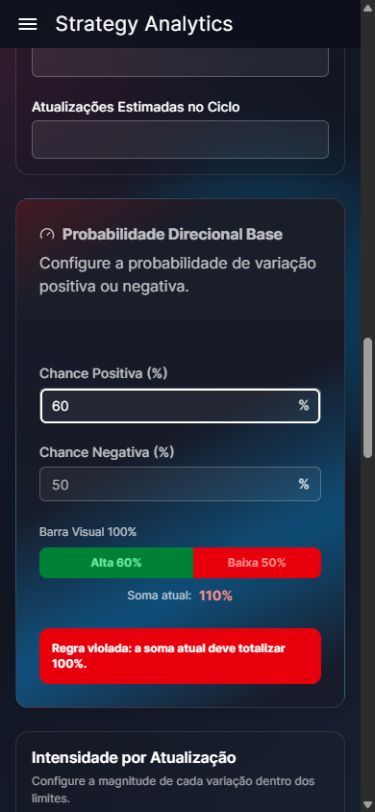 Strategy Analytics
Atualizações Estimadas no Ciclo
Probabilidade Direcional Base
Configure a probabilidade de variação
positiva ou negativa.
Chance Positiva (%)
60 %
Chance Negativa (%)
50 %
Barra Visual 100%
Alta 60% Baixa 50%
Soma atual: 110%
Regra violada: a soma atual deve totalizar
100%.
Intensidade por Atualização
Configure a magnitude de cada variação dentro dos
limites.